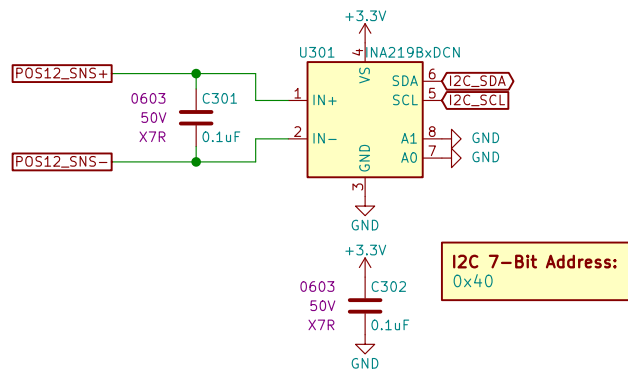 +3.3V
U301
INA219BxDCN
4
VS
POS12_SNS+
SDA
6
I2C_SDA
0603
C301
1
IN+
SCL
5
I2C_SCL
50V
X7R
0.1uF
2
IN-
A1
8
GND
A0
7
GND
POS12_SNS-
GND
3
GND
+3.3V
I2C 7-Bit Address:
0x40
0603
C302
50V
X7R
0.1uF
GND